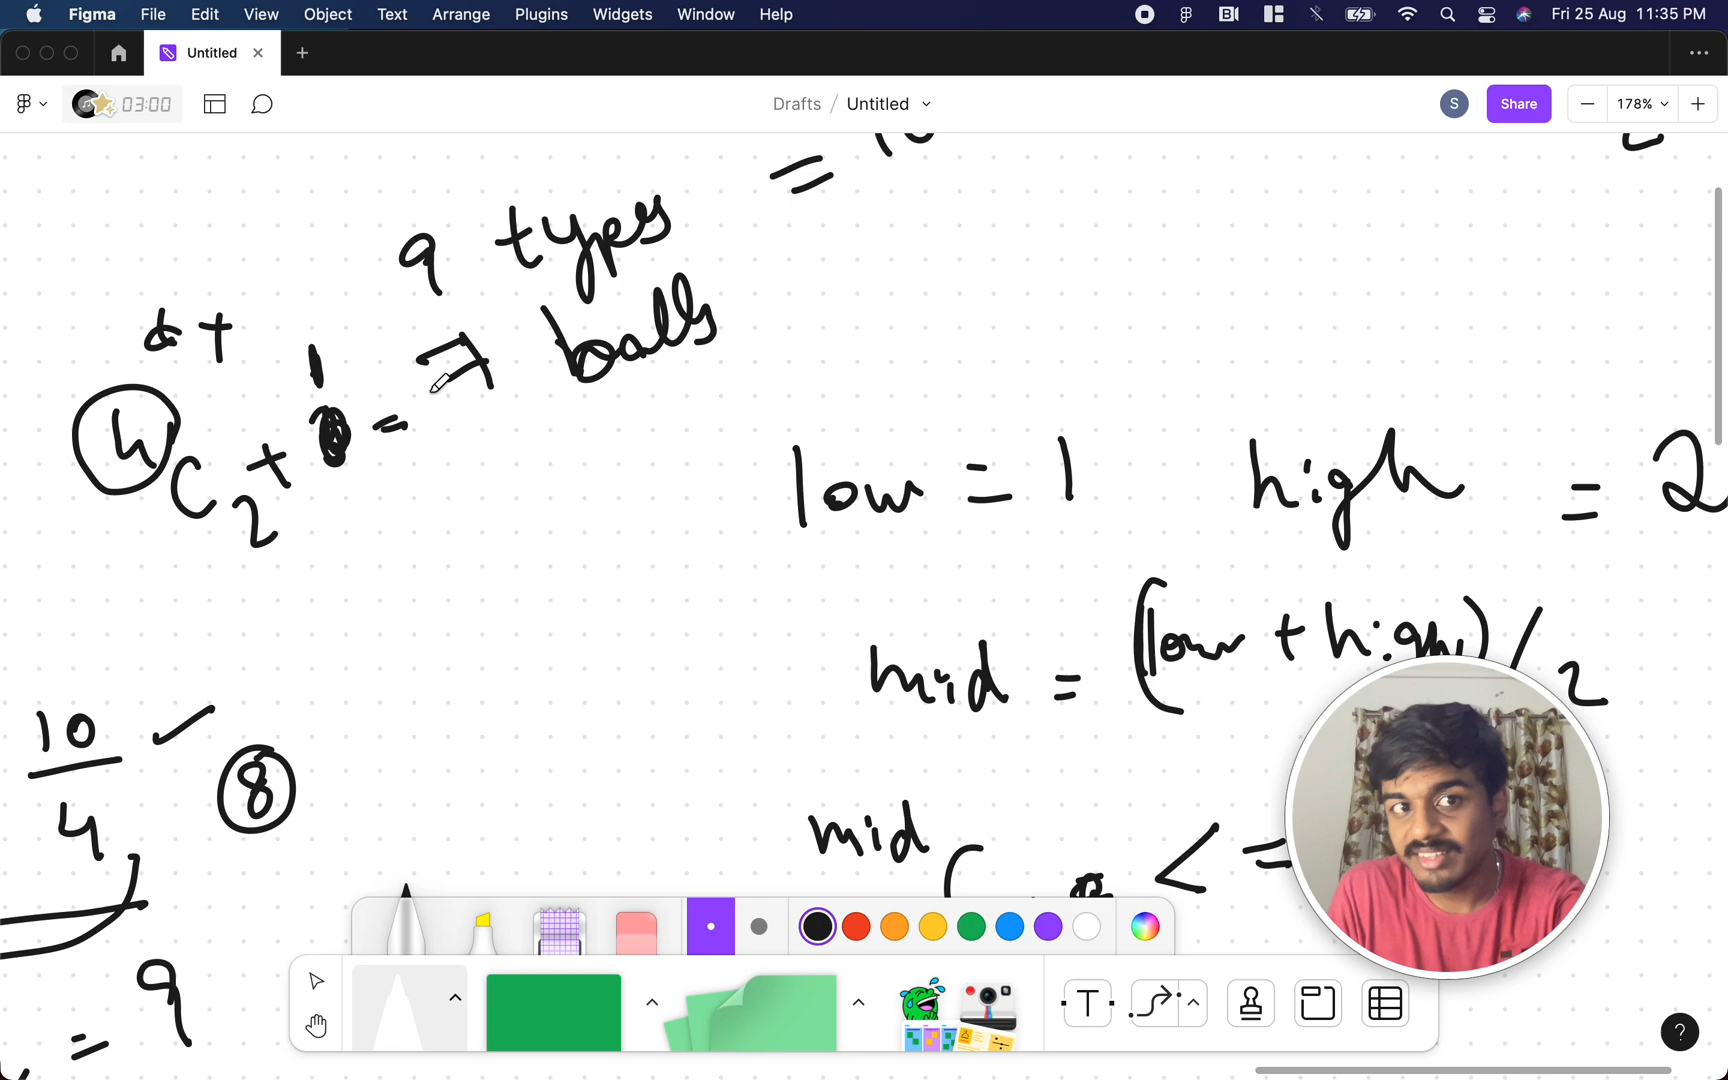 Figma File Edit View Object Text Arrange Plugins Widgets Window Help Fri 25 Aug 11:35 PM
Untitled
03:00 Drafts / Untitled S Share 178%
=
9 types
7 balls
+ 1
4C2 + =
low = 1 high = 2
mid = (low + high) / 2
10/4
8
mid C < =
= 9
T
?